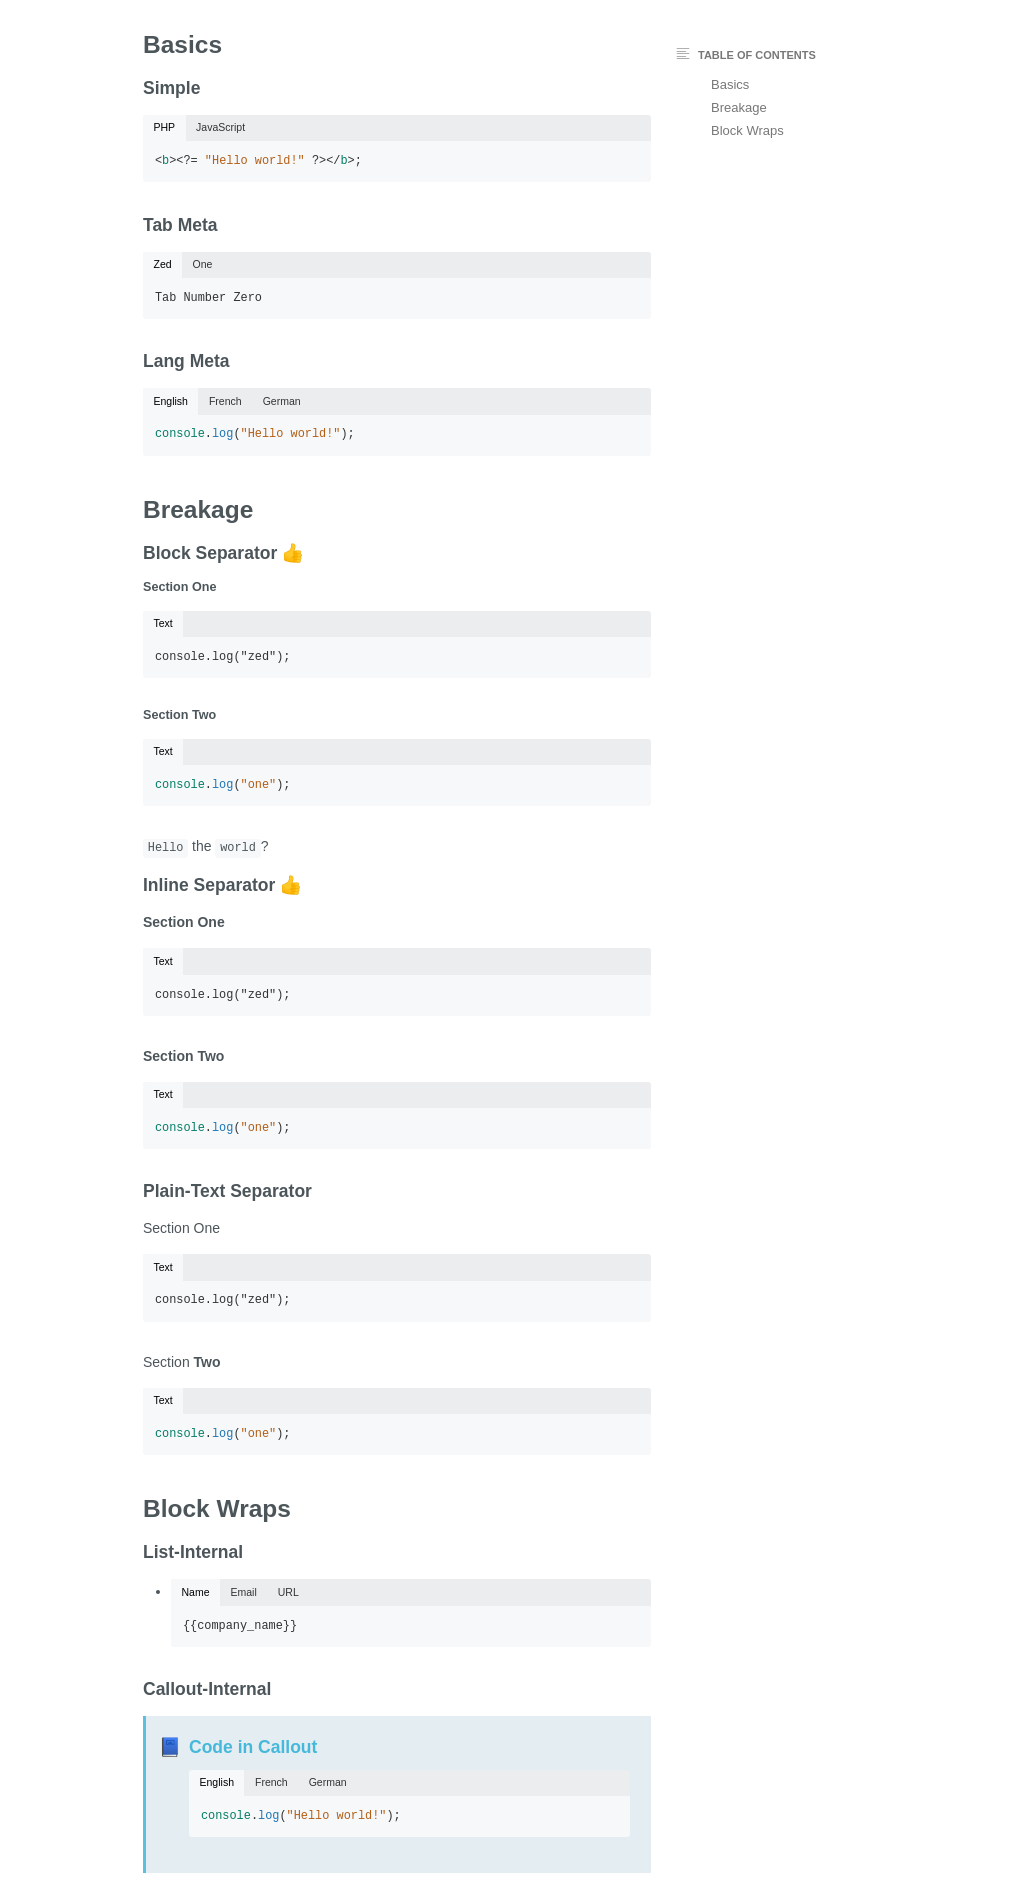 Basics
Simple
PHP JavaScript
<b><?= "Hello world!" ?></b>;
Tab Meta
Zed One
Tab Number Zero
Lang Meta
English French German
console.log("Hello world!");
Breakage
Block Separator 👍
Section One
Text
console.log("zed");
Section Two
Text
console.log("one");
Hello the world?
Inline Separator 👍
Section One
Text
console.log("zed");
Section Two
Text
console.log("one");
Plain-Text Separator
Section One
Text
console.log("zed");
Section Two
Text
console.log("one");
Block Wraps
List-Internal
Name Email URL
{{company_name}}
Callout-Internal
📘 Code in Callout
English French German
console.log("Hello world!");
TABLE OF CONTENTS
Basics
Breakage
Block Wraps